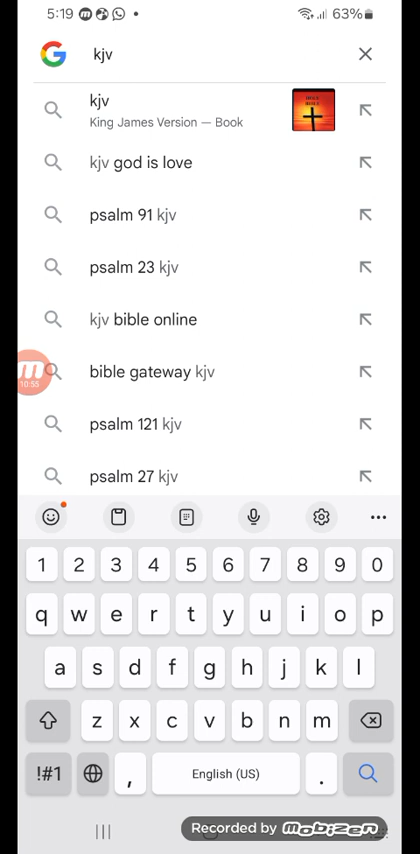 5:19
63%
kjv
kjv
King James Version — Book
kjv god is love
psalm 91 kjv
psalm 23 kjv
kjv bible online
10:55
bible gateway kjv
psalm 121 kjv
psalm 27 kjv
1 2 3 4 5 6 7 8 9 0
q w e r t y u i o p
a s d f g h j k l
z x c v b n m
!#1 , English (US) .
Recorded by mobizen